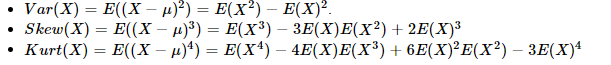 • Var(X) = E((X − μ)²) = E(X²) − E(X)².
• Skew(X) = E((X − μ)³) = E(X³) − 3E(X)E(X²) + 2E(X)³
• Kurt(X) = E((X − μ)⁴) = E(X⁴) − 4E(X)E(X³) + 6E(X)²E(X²) − 3E(X)⁴